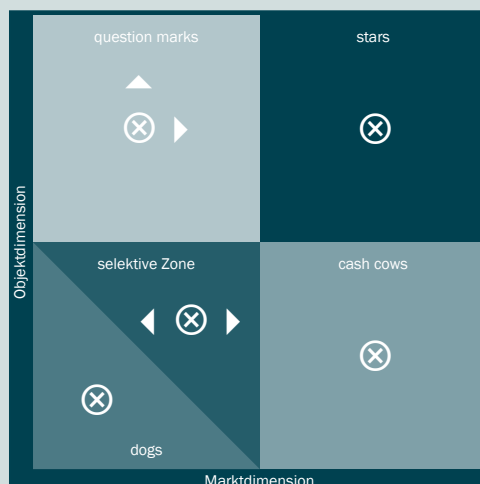 question marks
stars
Objektdimension
selektive Zone
cash cows
dogs
Marktdimension